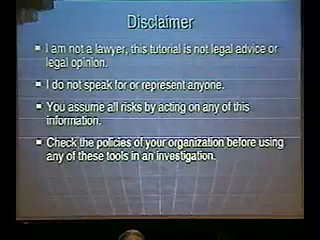 Disclaimer
I am not a lawyer, this tutorial is not legal advice or
legal opinion.
I do not speak for or represent anyone.
You assume all risks by acting on any of this
information.
Check the policies of your organization before using
any of these tools in an investigation.